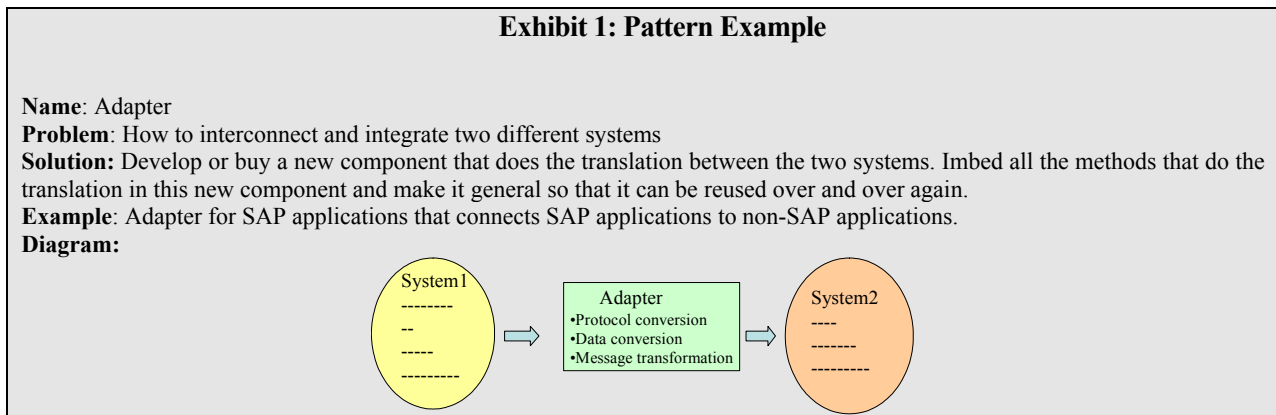 Exhibit 1: Pattern Example
Name: Adapter
Problem: How to interconnect and integrate two different systems
Solution: Develop or buy a new component that does the translation between the two systems. Imbed all the methods that do the
translation in this new component and make it general so that it can be reused over and over again.
Example: Adapter for SAP applications that connects SAP applications to non-SAP applications.
Diagram:
System1
--------
--
-----
---------
Adapter
•Protocol conversion
•Data conversion
•Message transformation
System2
----
-------
---------